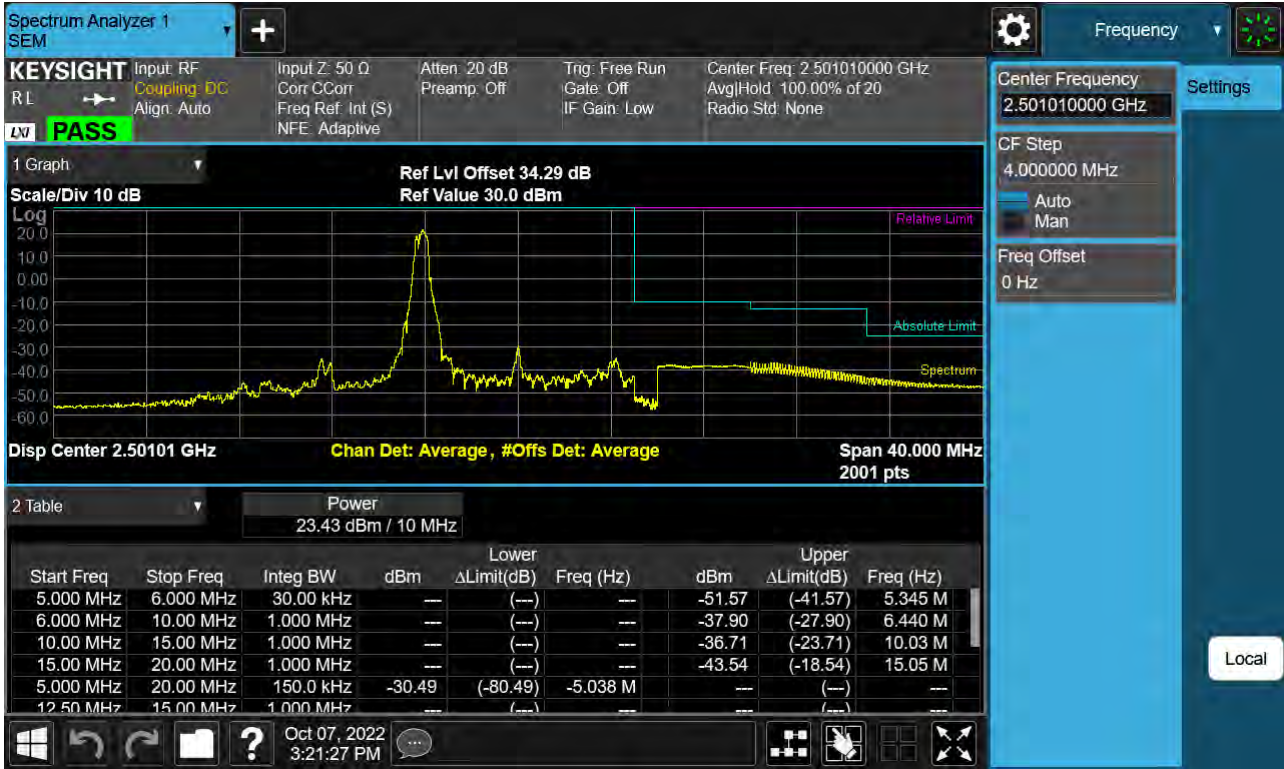 Spectrum Analyzer 1
SEM
+
Frequency
KEYSIGHT
RL
LXI
PASS
Input: RF
Coupling: DC
Align: Auto
Input Z: 50 Ω
Corr CCorr
Freq Ref: Int (S)
NFE: Adaptive
Atten: 20 dB
Preamp: Off
Trig: Free Run
Gate: Off
IF Gain: Low
Center Freq: 2.501010000 GHz
Avg|Hold: 100.00% of 20
Radio Std: None
Center Frequency
2.501010000 GHz
Settings
CF Step
4.000000 MHz
Auto
Man
Freq Offset
0 Hz
Local
1 Graph
Scale/Div 10 dB
Ref Lvl Offset 34.29 dB
Ref Value 30.0 dBm
Log
20.0
10.0
0.00
-10.0
-20.0
-30.0
-40.0
-50.0
-60.0
Relative Limit
Absolute Limit
Spectrum
Disp Center 2.50101 GHz Chan Det: Average, #Offs Det: Average Span 40.000 MHz
2001 pts
2 Table
Power
23.43 dBm / 10 MHz
Lower Upper
Start Freq Stop Freq Integ BW dBm ΔLimit(dB) Freq (Hz) dBm ΔLimit(dB) Freq (Hz)
5.000 MHz 6.000 MHz 30.00 kHz --- (---) --- -51.57 (-41.57) 5.345 M
6.000 MHz 10.00 MHz 1.000 MHz --- (---) --- -37.90 (-27.90) 6.440 M
10.00 MHz 15.00 MHz 1.000 MHz --- (---) --- -36.71 (-23.71) 10.03 M
15.00 MHz 20.00 MHz 1.000 MHz --- (---) --- -43.54 (-18.54) 15.05 M
5.000 MHz 20.00 MHz 150.0 kHz -30.49 (-80.49) -5.038 M --- (---) ---
12.50 MHz 15.00 MHz 1.000 MHz --- (---) --- --- (---) ---
?
Oct 07, 2022
3:21:27 PM